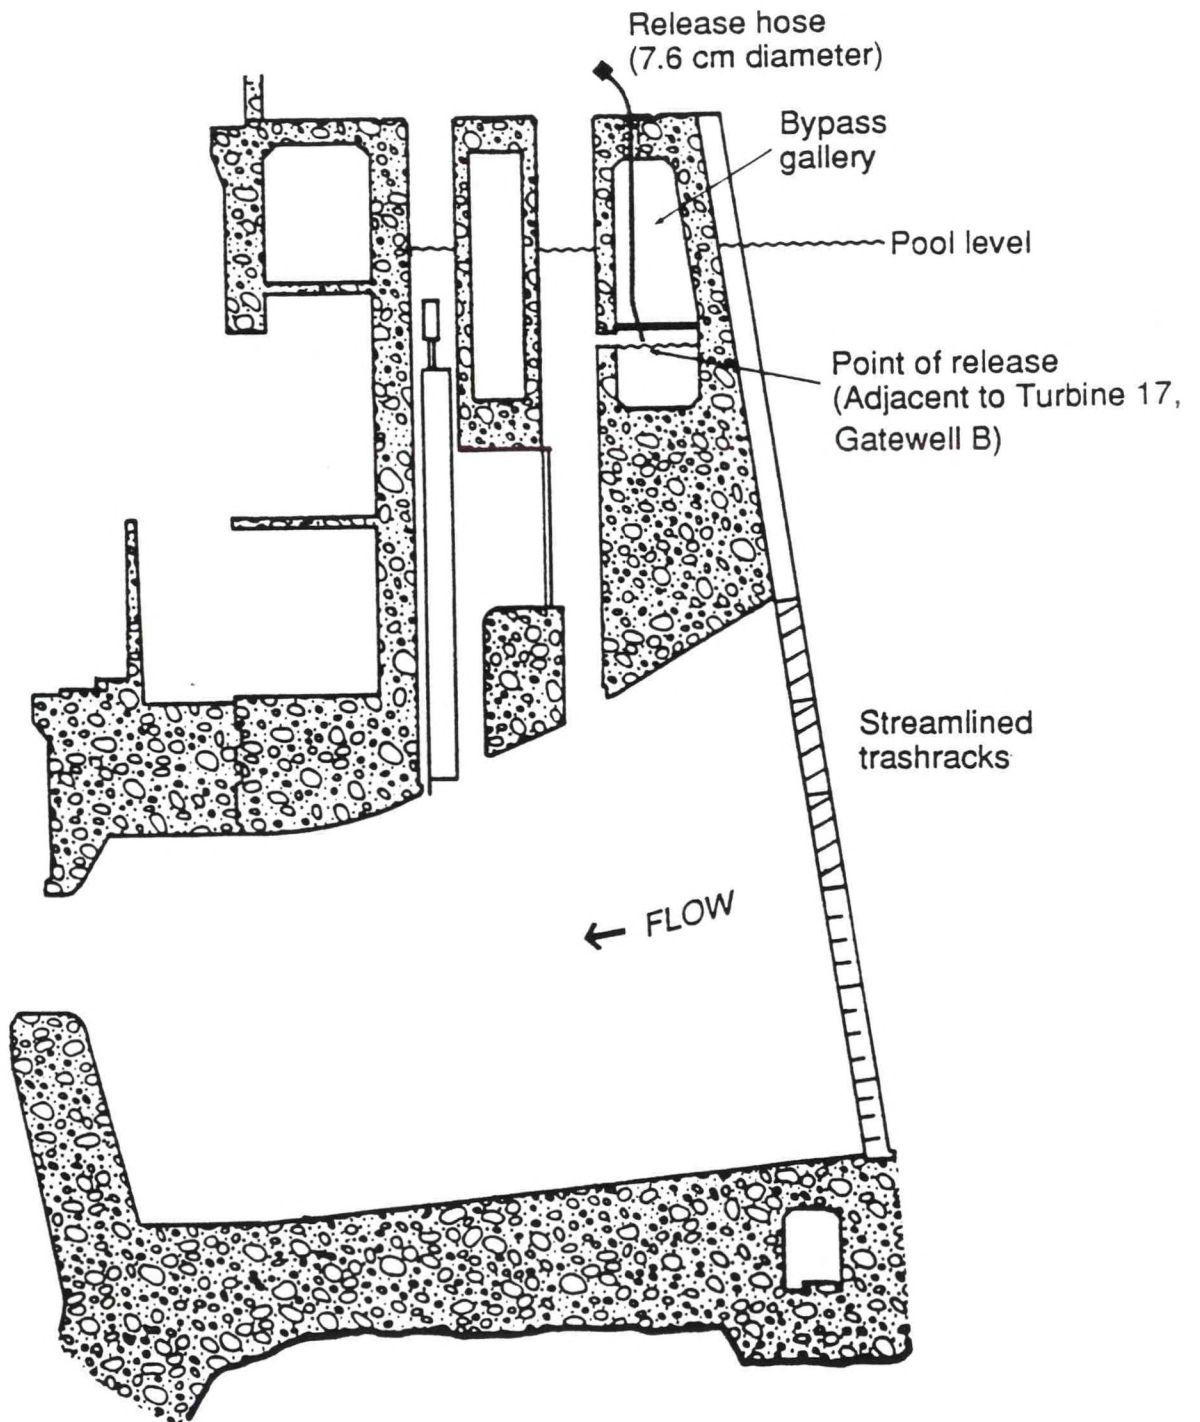 Release hose
(7.6 cm diameter)
Bypass
gallery
Pool level
Point of release
(Adjacent to Turbine 17,
Gatewell B)
Streamlined
trashracks
← FLOW